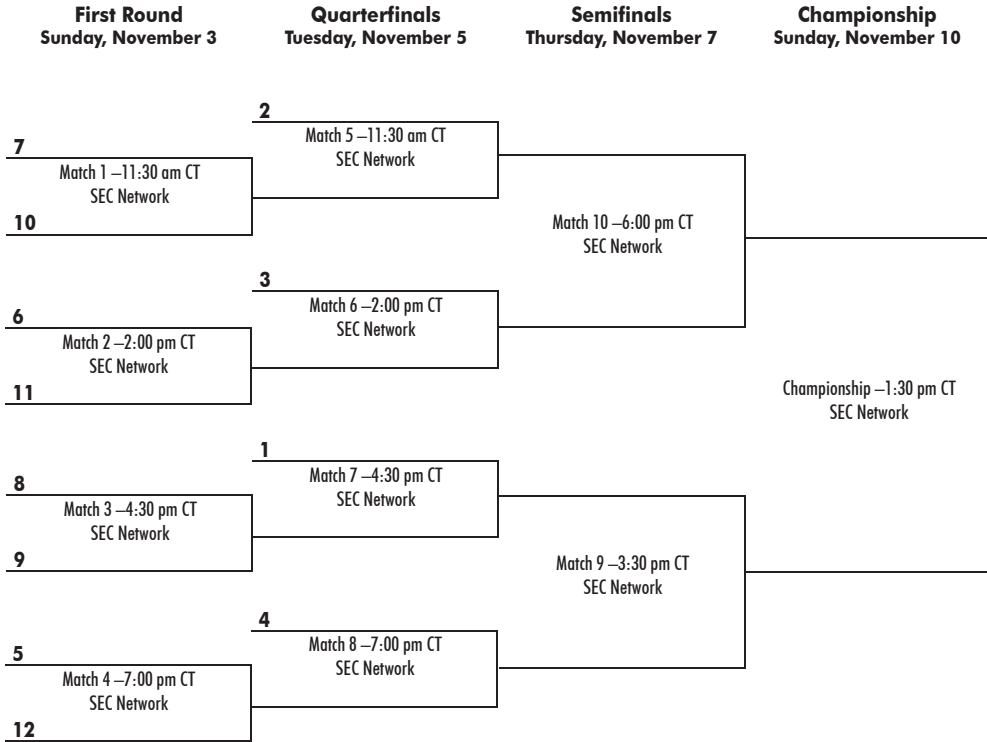 First Round
Sunday, November 3
Quarterfinals
Tuesday, November 5
Semifinals
Thursday, November 7
Championship
Sunday, November 10
7
Match 1 –11:30 am CT
SEC Network
10
6
Match 2 –2:00 pm CT
SEC Network
11
8
Match 3 –4:30 pm CT
SEC Network
9
5
Match 4 –7:00 pm CT
SEC Network
12
2
Match 5 –11:30 am CT
SEC Network
3
Match 6 –2:00 pm CT
SEC Network
1
Match 7 –4:30 pm CT
SEC Network
4
Match 8 –7:00 pm CT
SEC Network
Match 10 –6:00 pm CT
SEC Network
Match 9 –3:30 pm CT
SEC Network
Championship –1:30 pm CT
SEC Network